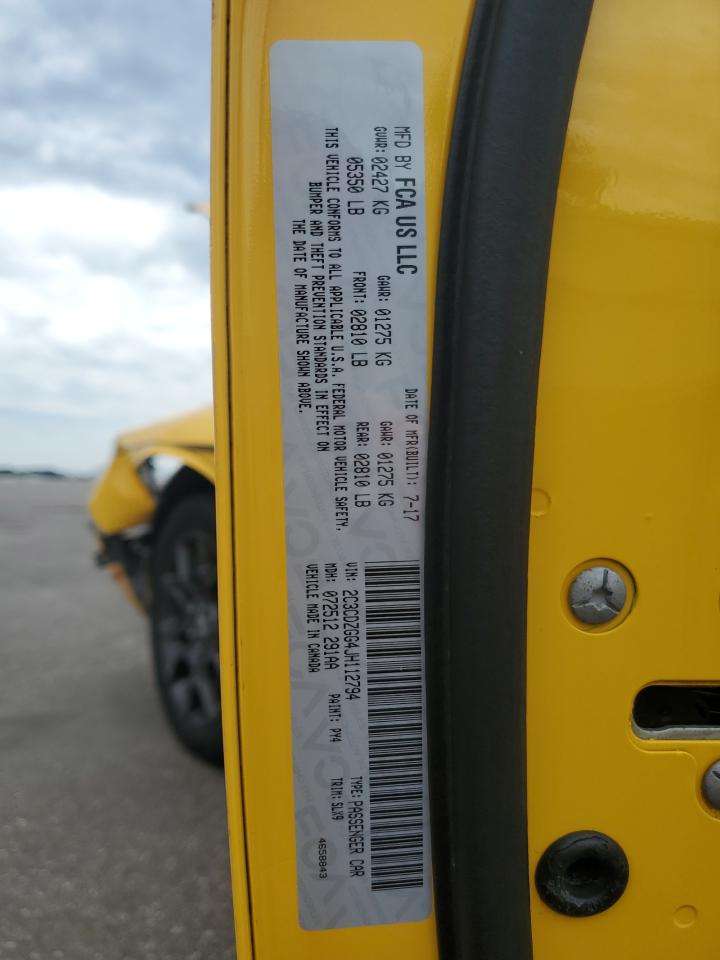 MFD BY FCA US LLC
DATE OF MFR(BUILT): 7-17
GVWR: 02427 KG
GAWR: 01275 KG
GAWR: 01275 KG
05350 LB
FRONT: 02810 LB
REAR: 02810 LB
THIS VEHICLE CONFORMS TO ALL APPLICABLE U.S.A. FEDERAL MOTOR VEHICLE SAFETY,
BUMPER AND THEFT PREVENTION STANDARDS IN EFFECT ON
THE DATE OF MANUFACTURE SHOWN ABOVE.
VIN: 2C3CDZGG4JH112794
TYPE: PASSENGER CAR
MDH: 072512 291AA
PAINT: PY4
TRIM: SLX9
VEHICLE MADE IN CANADA
4658843